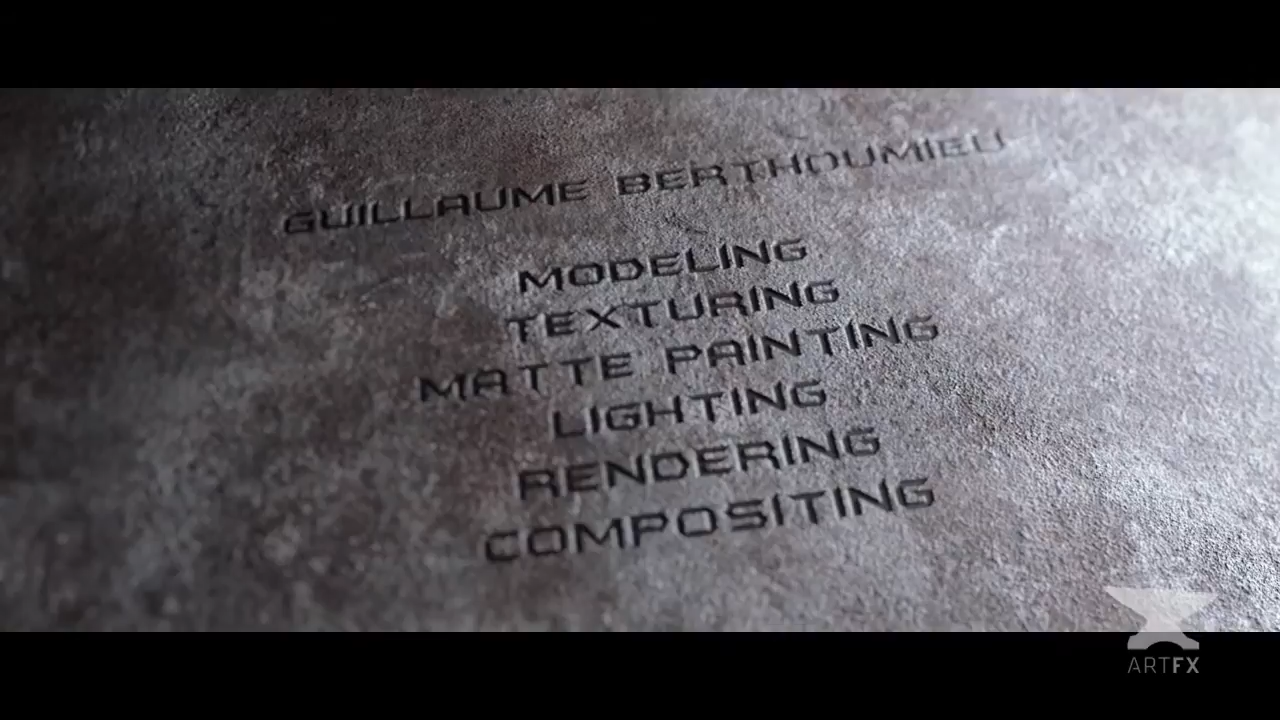 GUILLAUME BERTHOUMIEU
MODELING
TEXTURING
MATTE PAINTING
LIGHTING
RENDERING
COMPOSITING
ARTFX